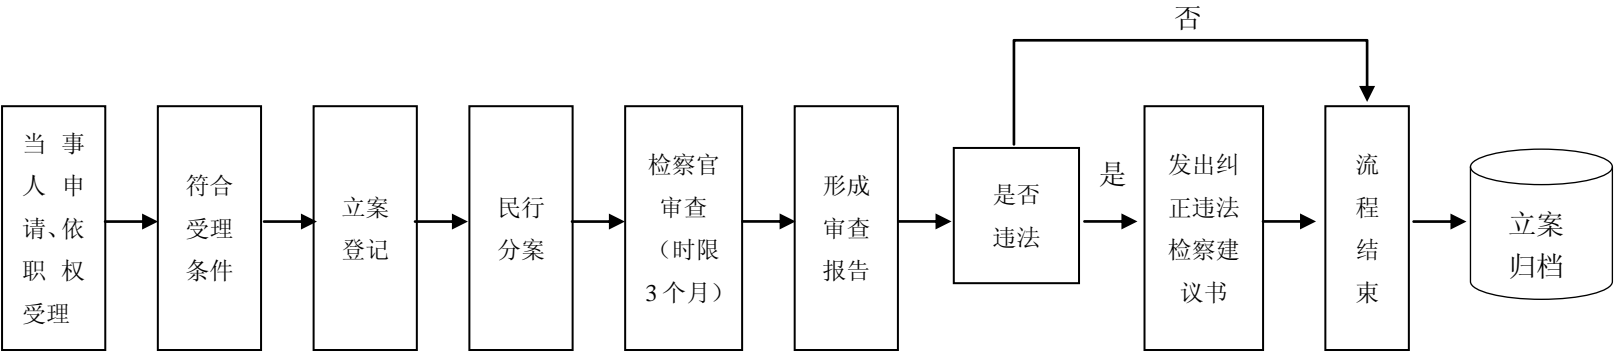 当事
人申
请、依
职权
受理
符合
受理
条件
立案
登记
民行
分案
检察官
审查
（时限
3个月）
形成
审查
报告
是否
违法
否
是
发出纠
正违法
检察建
议书
流
程
结
束
立案
归档